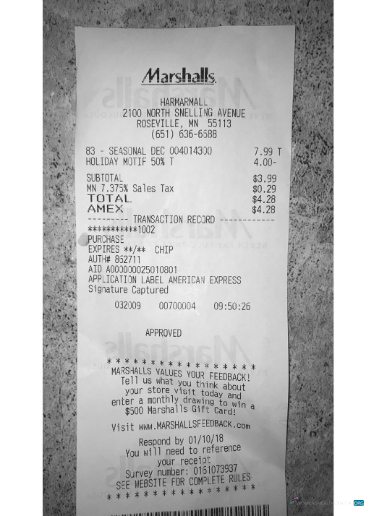 Marshalls
HARMARMALL
2100 NORTH SNELLING AVENUE
ROSEVILLE, MN 55113
(651) 636-6688
83 - SEASONAL DEC 004014300 7.99 T
HOLIDAY MOTIF 50% T 4.00-
SUBTOTAL $3.99
MN 7.375% Sales Tax $0.29
TOTAL $4.28
AMEX $4.28
--------- TRANSACTION RECORD ------------
***********1002
PURCHASE
EXPIRES **/** CHIP
AUTH# 862711
AID A000000025010801
APPLICATION LABEL AMERICAN EXPRESS
Signature Captured
032009 00700004 09:50:26
APPROVED
* * * * * * * * * * * * * * * *
MARSHALLS VALUES YOUR FEEDBACK!
Tell us what you think about
your store visit today and
enter a monthly drawing to win a
$500 Marshalls Gift Card!
Visit www.MARSHALLSFEEDBACK.com
Respond by 01/10/18
You will need to reference
your receipt
Survey number: 0161073937
SEE WEBSITE FOR COMPLETE RULES
* * * * * * * * * * * * * * * *